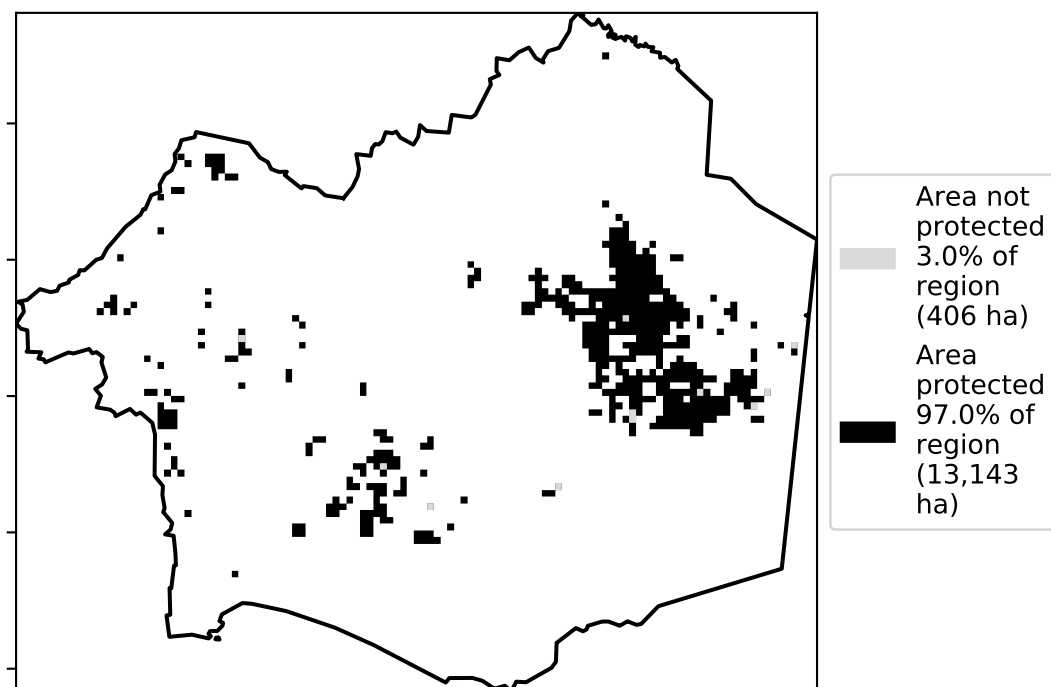 Area not
protected
3.0% of
region
(406 ha)
Area
protected
97.0% of
region
(13,143
ha)